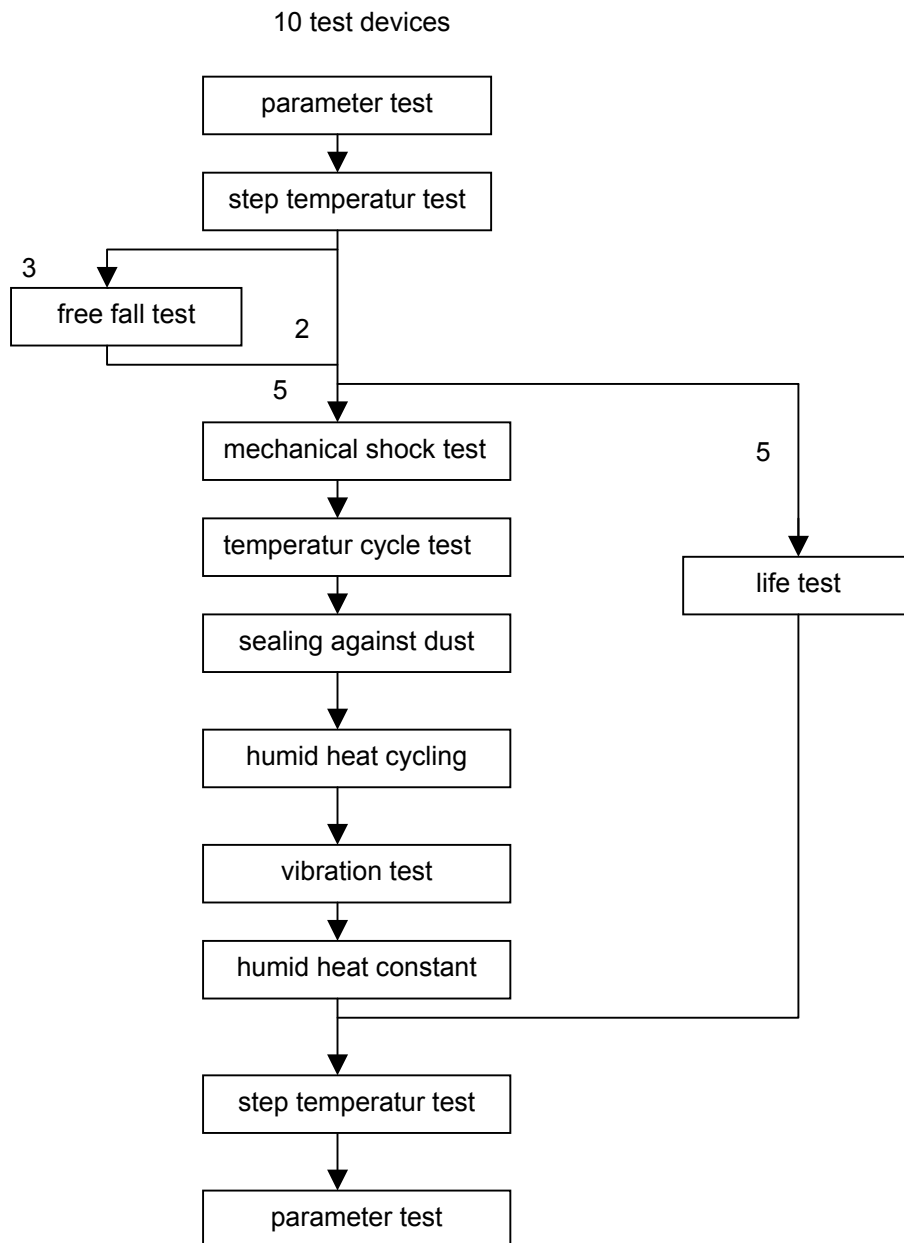 10 test devices
parameter test
step temperatur test
3
free fall test
2
5
mechanical shock test
5
temperatur cycle test
life test
sealing against dust
humid heat cycling
vibration test
humid heat constant
step temperatur test
parameter test